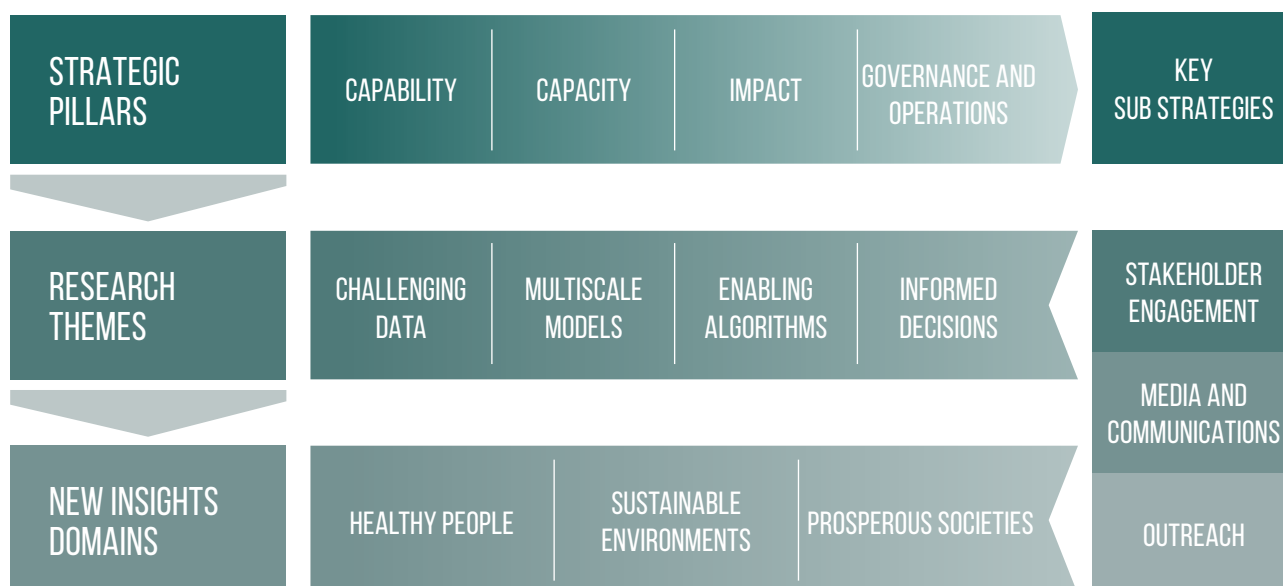 STRATEGIC
PILLARS
CAPABILITY
CAPACITY
IMPACT
GOVERNANCE AND
OPERATIONS
KEY
SUB STRATEGIES
RESEARCH
THEMES
CHALLENGING
DATA
MULTISCALE
MODELS
ENABLING
ALGORITHMS
INFORMED
DECISIONS
STAKEHOLDER
ENGAGEMENT
MEDIA AND
COMMUNICATIONS
NEW INSIGHTS
DOMAINS
HEALTHY PEOPLE
SUSTAINABLE
ENVIRONMENTS
PROSPEROUS SOCIETIES
OUTREACH